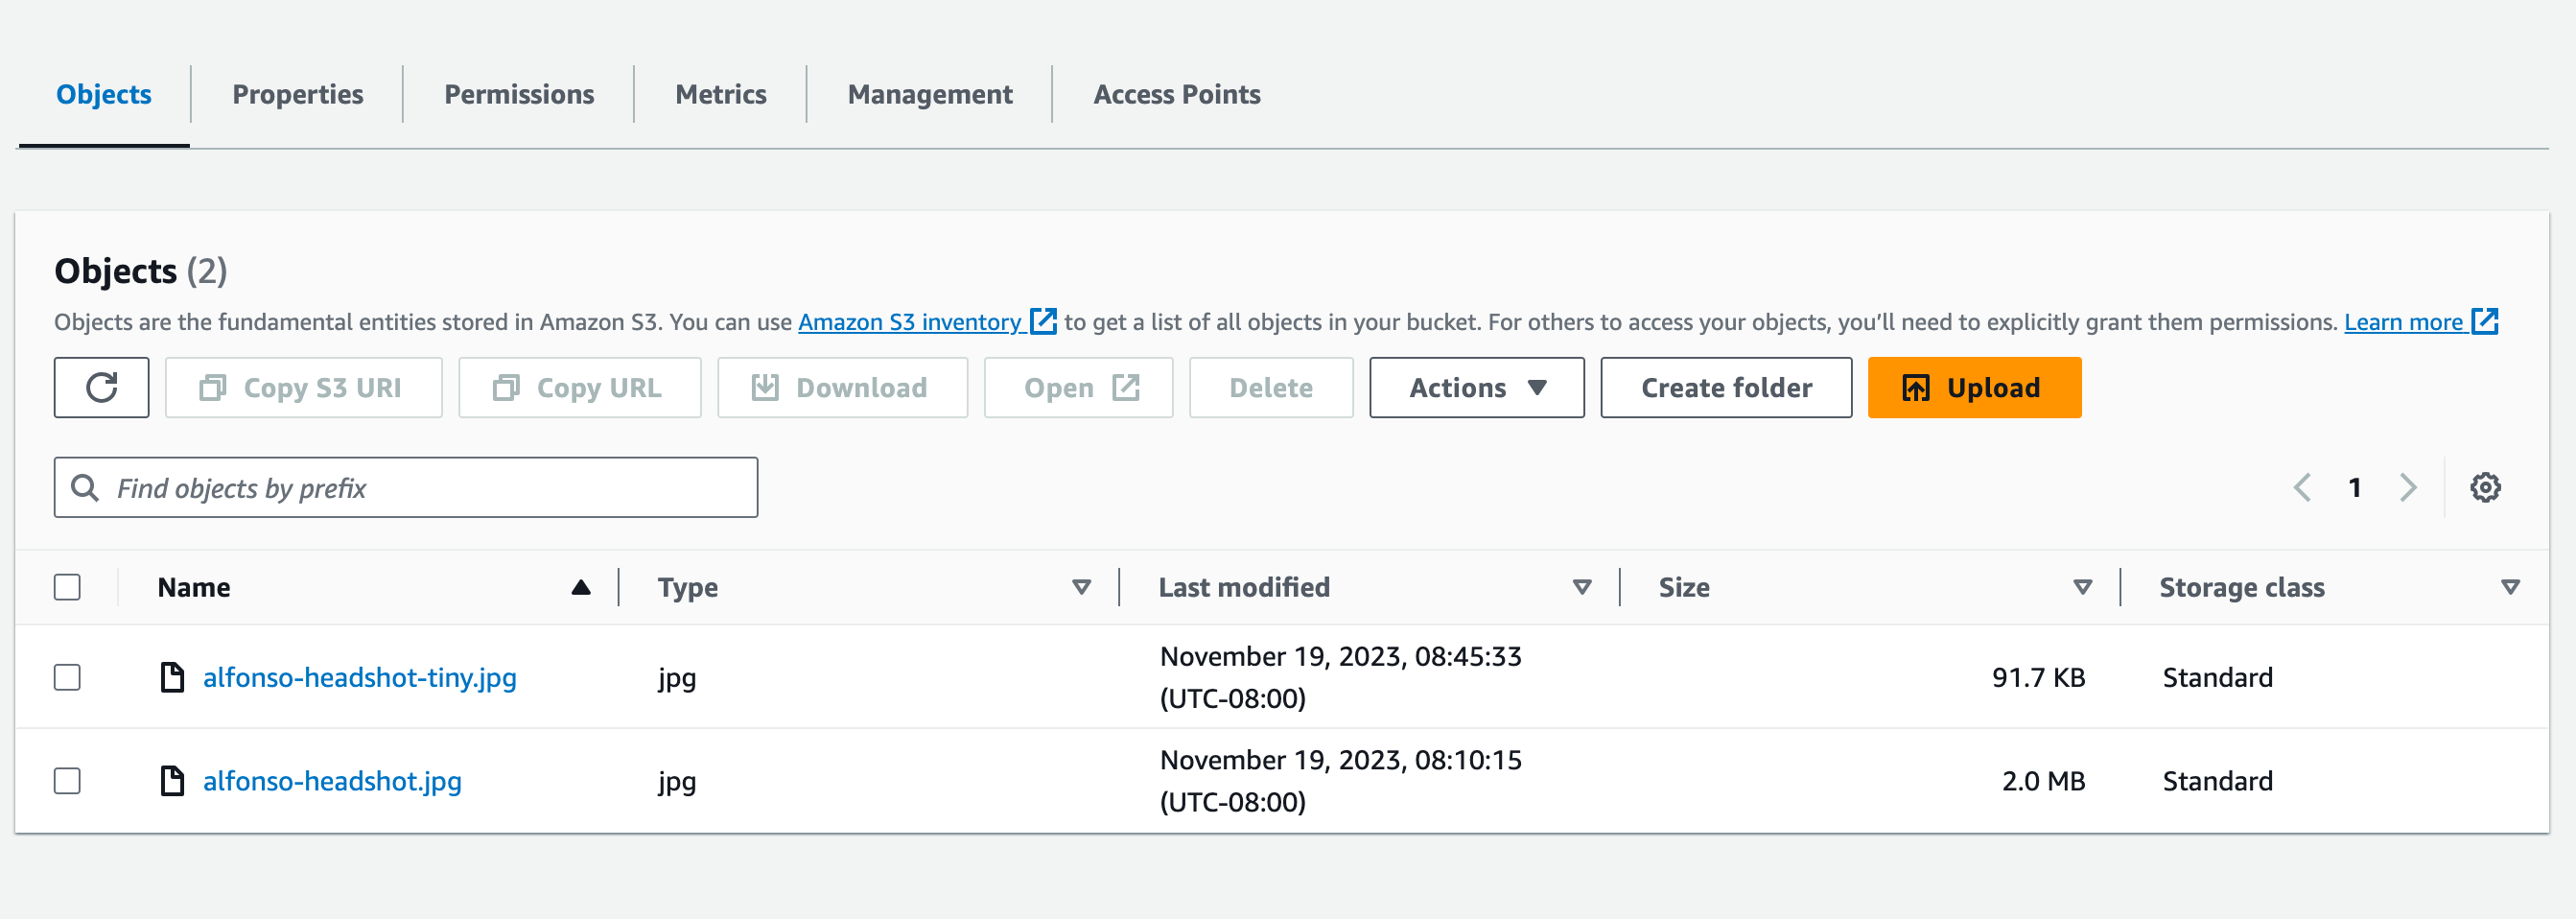 Objects Properties Permissions Metrics Management Access Points
Objects (2)
Objects are the fundamental entities stored in Amazon S3. You can use Amazon S3 inventory to get a list of all objects in your bucket. For others to access your objects, you’ll need to explicitly grant them permissions. Learn more
Copy S3 URI Copy URL Download Open Delete Actions Create folder Upload
Find objects by prefix 1
Name Type Last modified Size Storage class
alfonso-headshot-tiny.jpg jpg November 19, 2023, 08:45:33 (UTC-08:00) 91.7 KB Standard
alfonso-headshot.jpg jpg November 19, 2023, 08:10:15 (UTC-08:00) 2.0 MB Standard